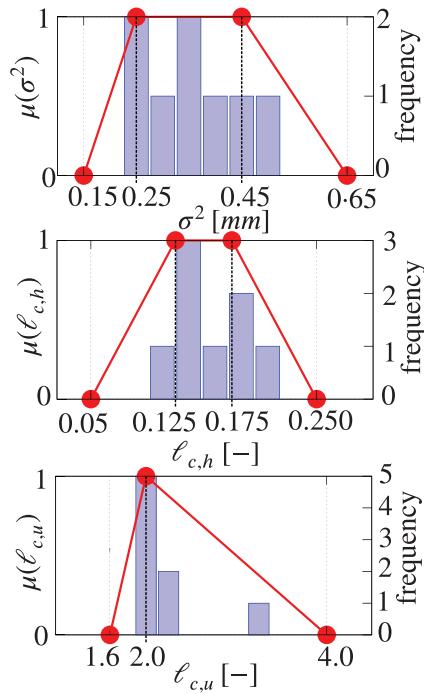 1 2
μ(σ²) 1 frequency
0 0
0.15 0.25 0.45 0.65
σ² [mm]
1 3
2
μ(ℓc,h) frequency
1
0 0
0.05 0.125 0.175 0.250
ℓc,h [−]
1 5
4
3
μ(ℓc,u) frequency
2
1
0 0
1.6 2.0 4.0
ℓc,u [−]